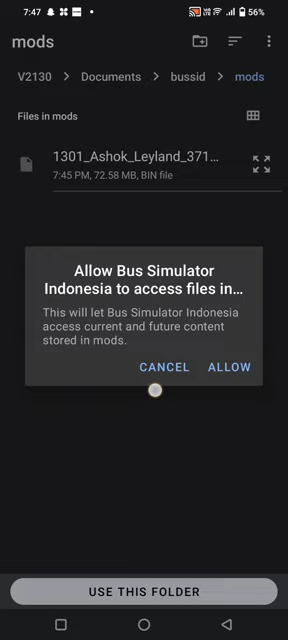 7:47
56%
mods
V2130 > Documents > bussid > mods
Files in mods
1301_Ashok_Leyland_371...
7:45 PM, 72.58 MB, BIN file
Allow Bus Simulator
Indonesia to access files in...
This will let Bus Simulator Indonesia
access current and future content
stored in mods.
CANCEL ALLOW
USE THIS FOLDER